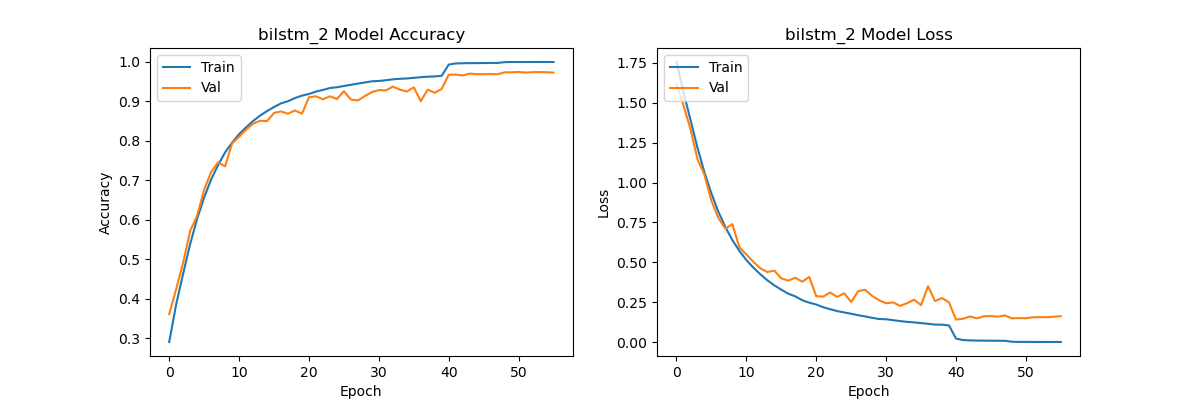 bilstm_2 Model Accuracy
Train
Val
1.0
0.9
0.8
0.7
0.6
0.5
0.4
0.3
Accuracy
0 10 20 30 40 50
Epoch
bilstm_2 Model Loss
Train
Val
1.75
1.50
1.25
1.00
0.75
0.50
0.25
0.00
Loss
0 10 20 30 40 50
Epoch